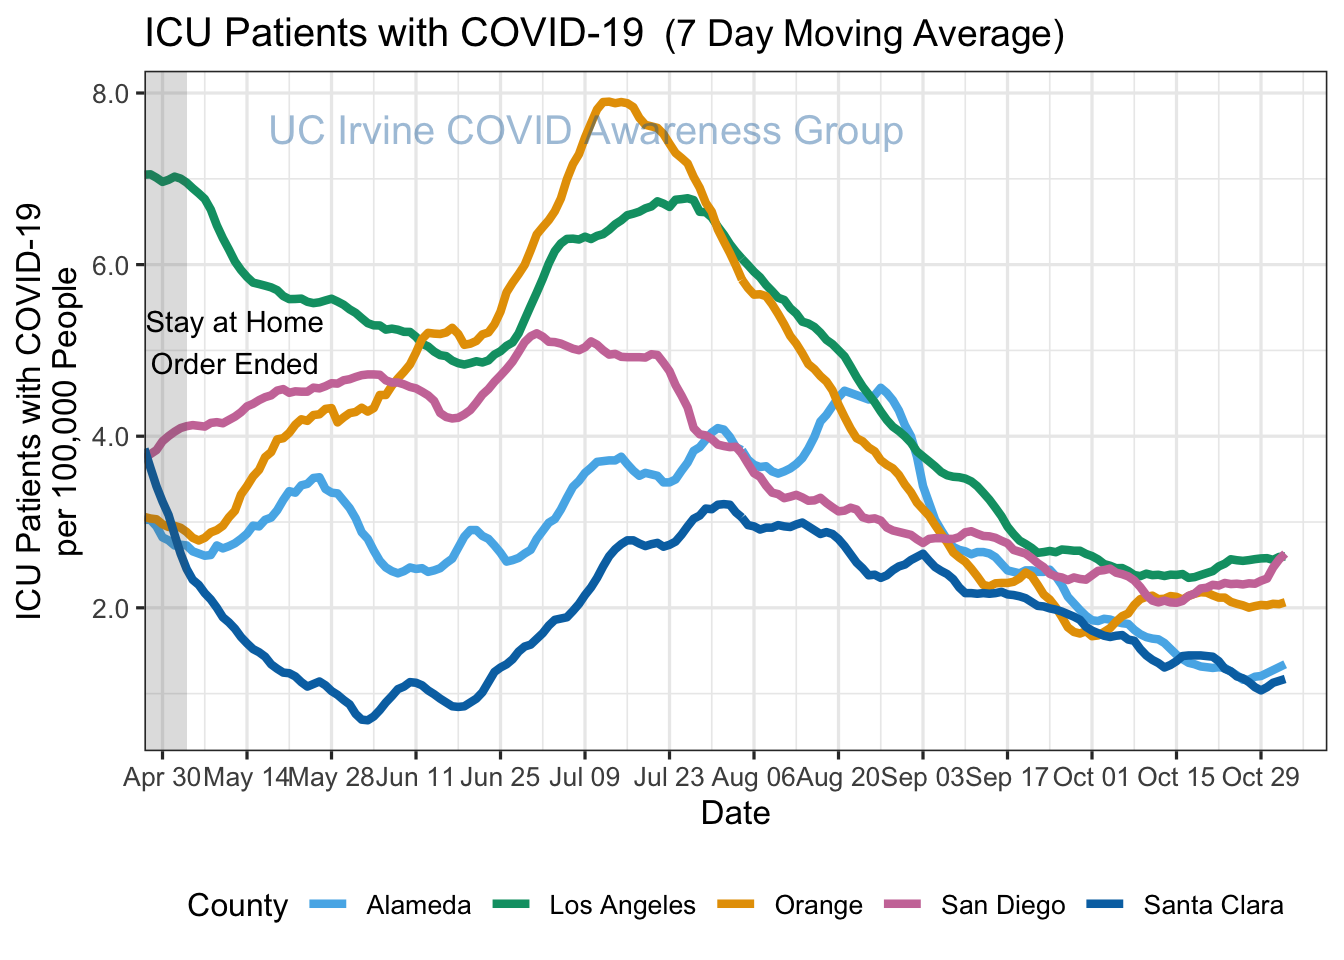 ICU Patients with COVID-19 (7 Day Moving Average)
8.0
UC Irvine COVID Awareness Group
6.0
Stay at Home
Order Ended
4.0
2.0
ICU Patients with COVID-19
per 100,000 People
Apr 30 May 14 May 28 Jun 11 Jun 25 Jul 09 Jul 23 Aug 06 Aug 20 Sep 03 Sep 17 Oct 01 Oct 15 Oct 29
Date
County Alameda Los Angeles Orange San Diego Santa Clara